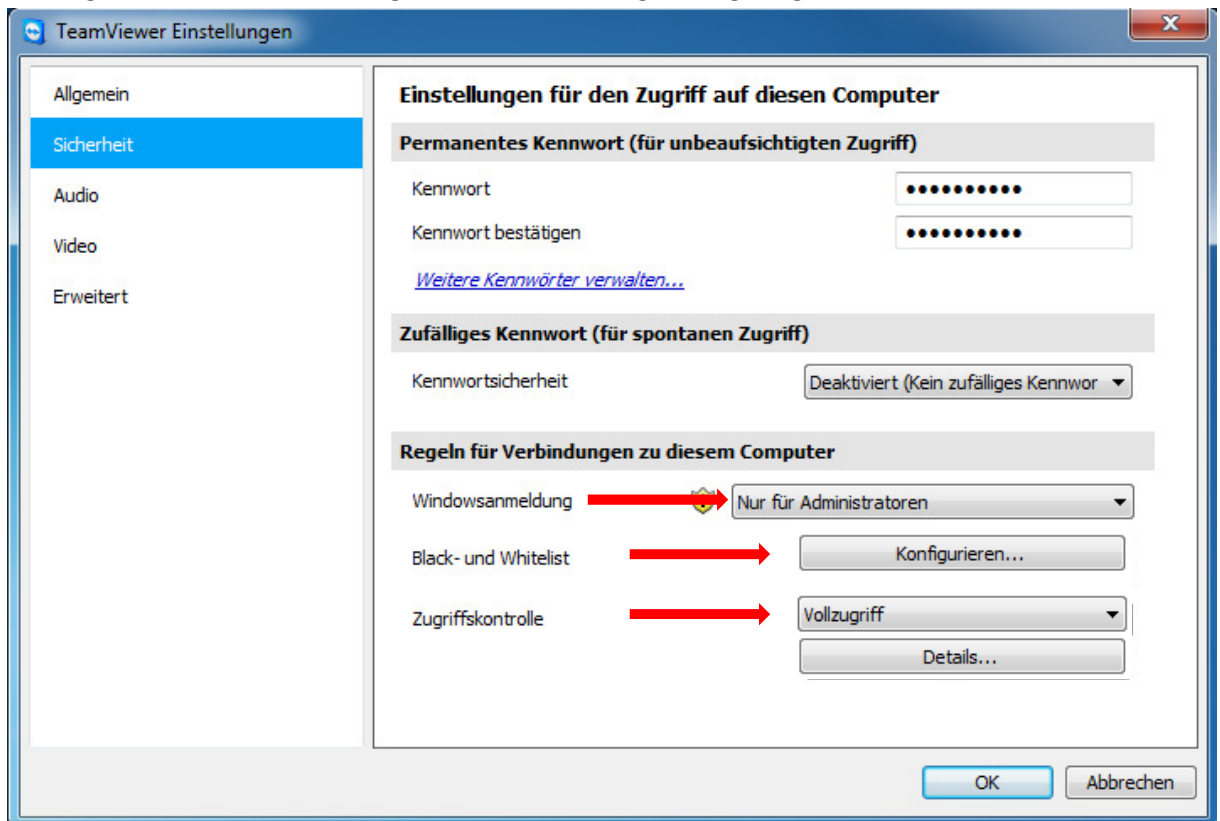 TeamViewer Einstellungen
Allgemein
Sicherheit
Audio
Video
Erweitert
Einstellungen für den Zugriff auf diesen Computer
Permanentes Kennwort (für unbeaufsichtigten Zugriff)
Kennwort ••••••••••
Kennwort bestätigen ••••••••••
Weitere Kennwörter verwalten...
Zufälliges Kennwort (für spontanen Zugriff)
Kennwortsicherheit Deaktiviert (Kein zufälliges Kennwor
Regeln für Verbindungen zu diesem Computer
Windowsanmeldung Nur für Administratoren
Black- und Whitelist Konfigurieren...
Zugriffskontrolle Vollzugriff
Details...
OK Abbrechen